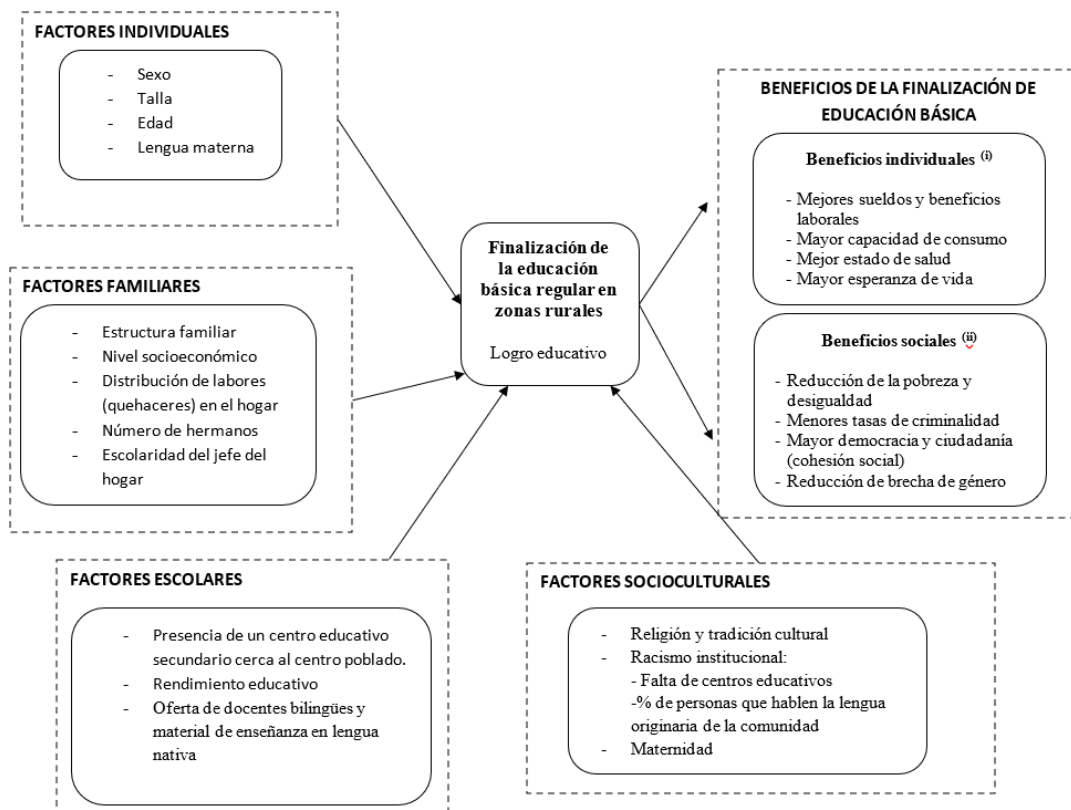 FACTORES INDIVIDUALES
- Sexo
- Talla
- Edad
- Lengua materna
FACTORES FAMILIARES
- Estructura familiar
- Nivel socioeconómico
- Distribución de labores
(quehaceres) en el hogar
- Número de hermanos
- Escolaridad del jefe del
hogar
FACTORES ESCOLARES
- Presencia de un centro educativo
secundario cerca al centro poblado.
- Rendimiento educativo
- Oferta de docentes bilingües y
material de enseñanza en lengua
nativa
Finalización de
la educación
básica regular en
zonas rurales
Logro educativo
FACTORES SOCIOCULTURALES
- Religión y tradición cultural
- Racismo institucional:
- Falta de centros educativos
-% de personas que hablen la lengua
originaria de la comunidad
- Maternidad
BENEFICIOS DE LA FINALIZACIÓN DE
EDUCACIÓN BÁSICA
Beneficios individuales (i)
- Mejores sueldos y beneficios
laborales
- Mayor capacidad de consumo
- Mejor estado de salud
- Mayor esperanza de vida
Beneficios sociales (ii)
- Reducción de la pobreza y
desigualdad
- Menores tasas de criminalidad
- Mayor democracia y ciudadanía
(cohesión social)
- Reducción de brecha de género